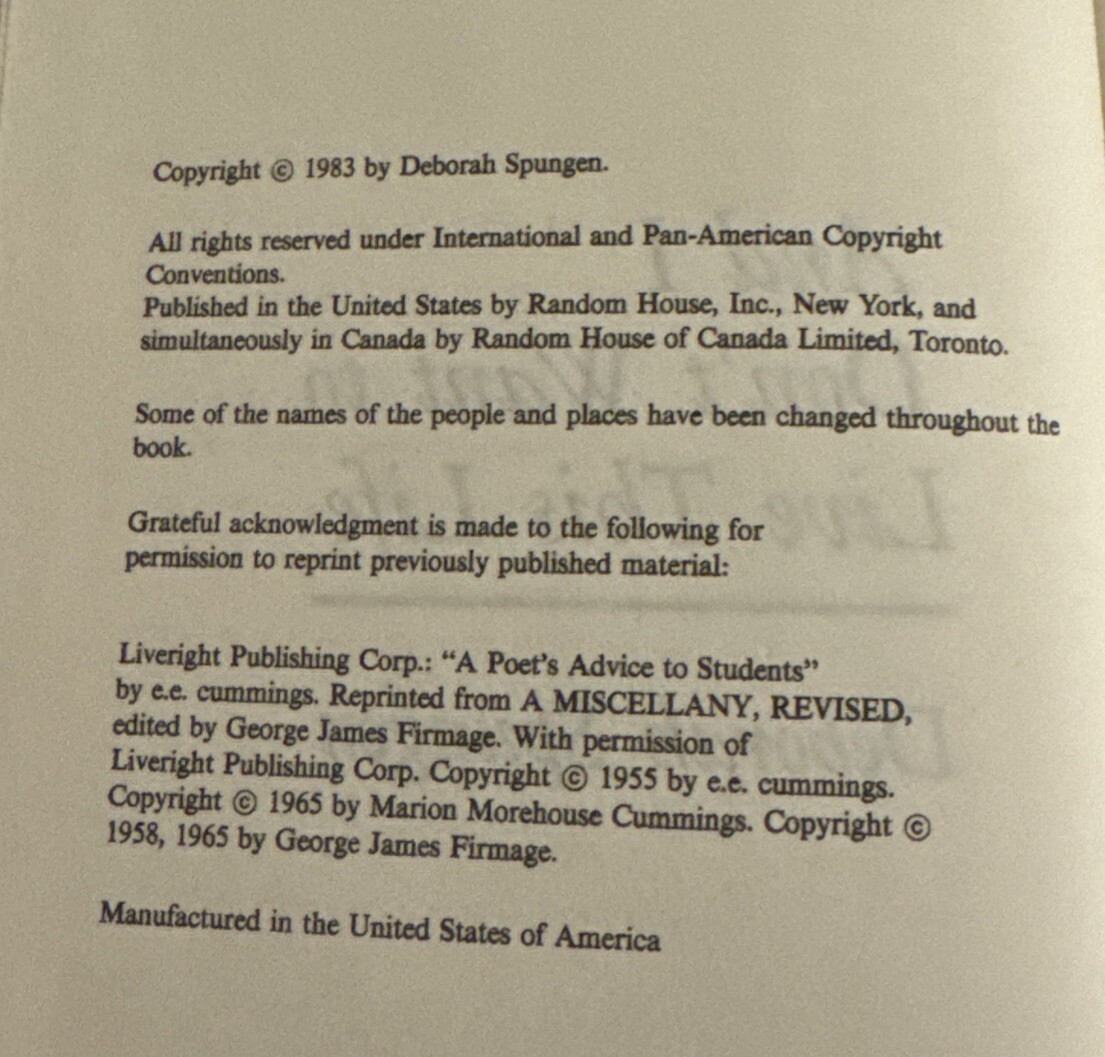 Copyright © 1983 by Deborah Spungen.
All rights reserved under International and Pan-American Copyright
Conventions.
Published in the United States by Random House, Inc., New York, and
simultaneously in Canada by Random House of Canada Limited, Toronto.
Some of the names of the people and places have been changed throughout the
book.
Grateful acknowledgment is made to the following for
permission to reprint previously published material:
Liveright Publishing Corp.: “A Poet’s Advice to Students”
by e.e. cummings. Reprinted from A MISCELLANY, REVISED,
edited by George James Firmage. With permission of
Liveright Publishing Corp. Copyright © 1955 by e.e. cummings.
Copyright © 1965 by Marion Morehouse Cummings. Copyright ©
1958, 1965 by George James Firmage.
Manufactured in the United States of America